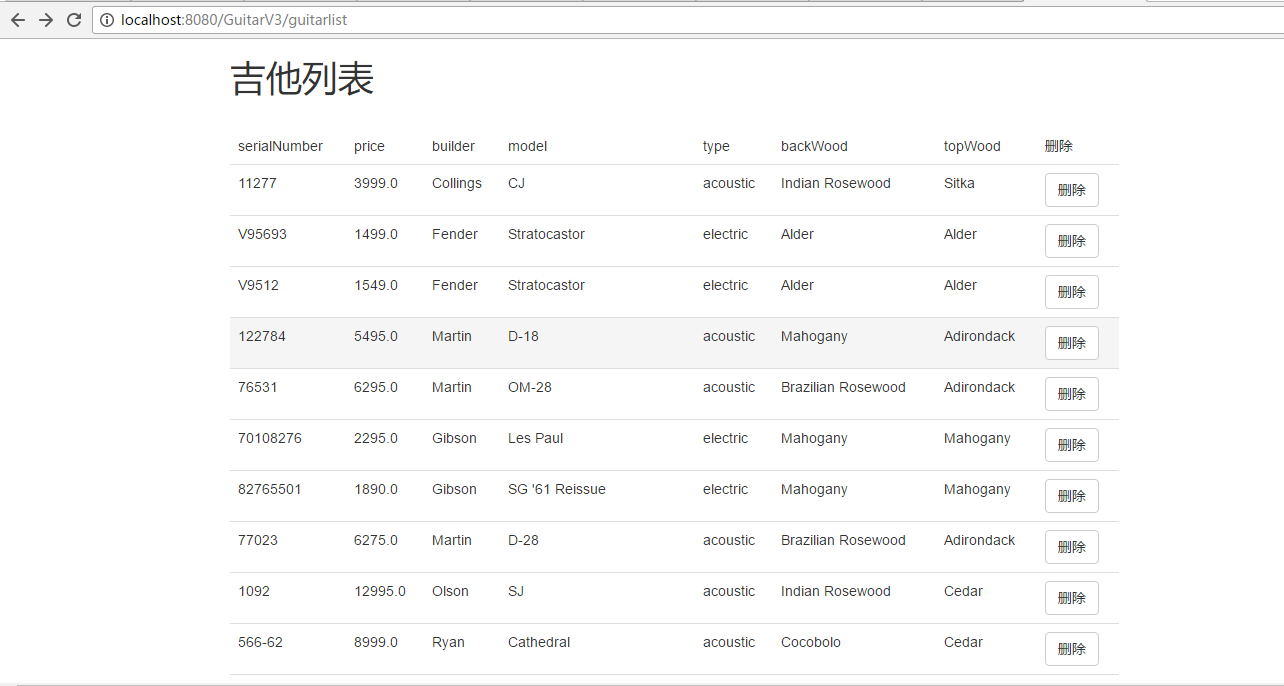 localhost:8080/GuitarV3/guitarlist
吉他列表
serialNumber price builder model type backWood topWood 删除
11277 3999.0 Collings CJ acoustic Indian Rosewood Sitka 删除
V95693 1499.0 Fender Stratocastor electric Alder Alder 删除
V9512 1549.0 Fender Stratocastor electric Alder Alder 删除
122784 5495.0 Martin D-18 acoustic Mahogany Adirondack 删除
76531 6295.0 Martin OM-28 acoustic Brazilian Rosewood Adirondack 删除
70108276 2295.0 Gibson Les Paul electric Mahogany Mahogany 删除
82765501 1890.0 Gibson SG '61 Reissue electric Mahogany Mahogany 删除
77023 6275.0 Martin D-28 acoustic Brazilian Rosewood Adirondack 删除
1092 12995.0 Olson SJ acoustic Indian Rosewood Cedar 删除
566-62 8999.0 Ryan Cathedral acoustic Cocobolo Cedar 删除